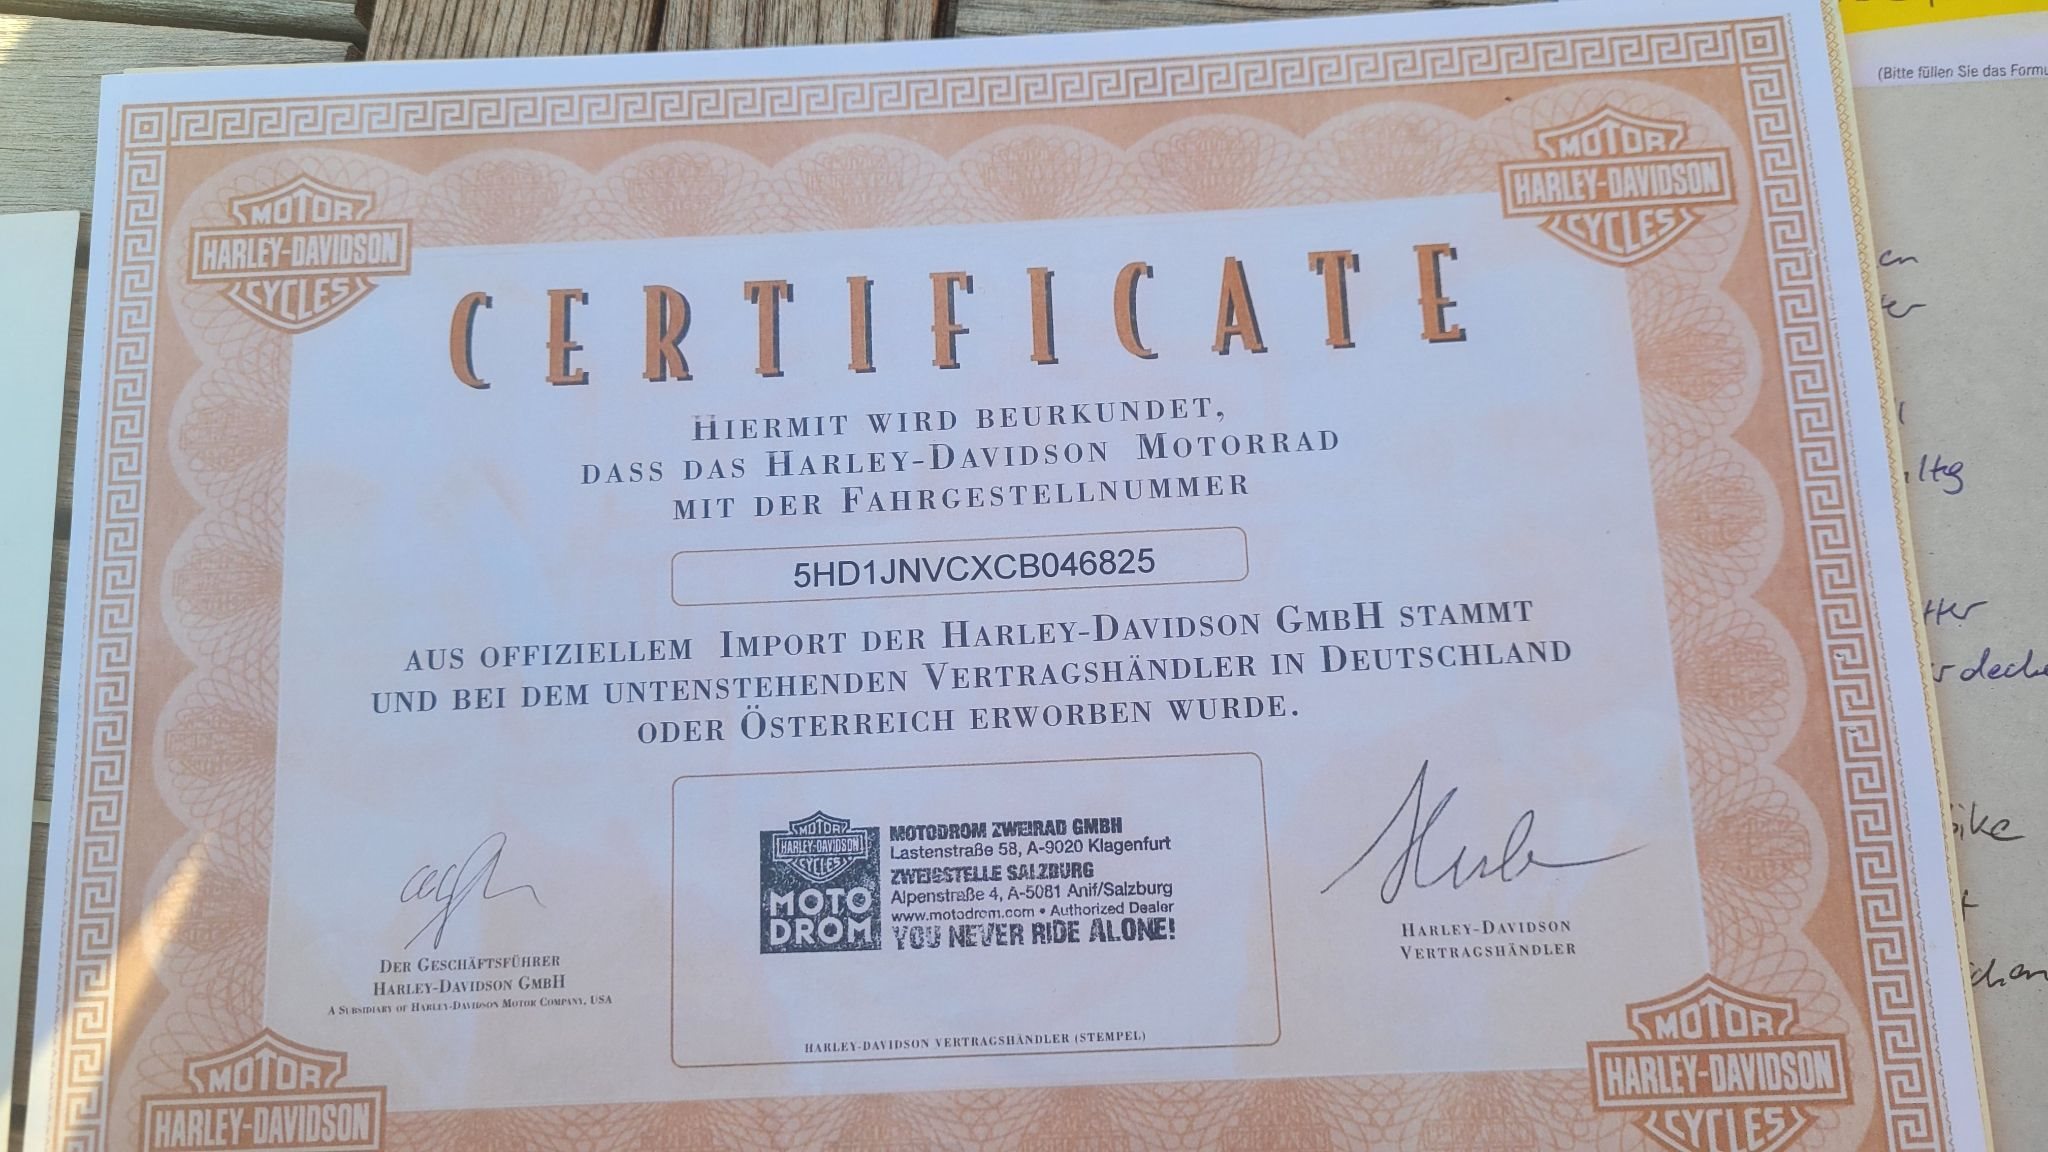 (Bitte füllen Sie das Formu
MOTOR
HARLEY-DAVIDSON
CYCLES
MOTOR
HARLEY-DAVIDSON
CYCLES
CERTIFICATE
HIERMIT WIRD BEURKUNDET,
DASS DAS HARLEY-DAVIDSON MOTORRAD
MIT DER FAHRGESTELLNUMMER
5HD1JNVCXCB046825
AUS OFFIZIELLEM IMPORT DER HARLEY-DAVIDSON GMBH STAMMT
UND BEI DEM UNTENSTEHENDEN VERTRAGSHÄNDLER IN DEUTSCHLAND
ODER ÖSTERREICH ERWORBEN WURDE.
MOTOR
HARLEY-DAVIDSON
CYCLES
MOTO
DROM
MOTODROM ZWEIRAD GMBH
Lastenstraße 58, A-9020 Klagenfurt
ZWEIGSTELLE SALZBURG
Alpenstraße 4, A-5081 Anif/Salzburg
www.motodrom.com • Authorized Dealer
YOU NEVER RIDE ALONE!
DER GESCHÄFTSFÜHRER
HARLEY-DAVIDSON GMBH
A SUBSIDIARY OF HARLEY-DAVIDSON MOTOR COMPANY, USA
HARLEY-DAVIDSON
VERTRAGSHÄNDLER
HARLEY-DAVIDSON VERTRAGSHÄNDLER (STEMPEL)
MOTOR
HARLEY-DAVIDSON
MOTOR
HARLEY-DAVIDSON
CYCLES